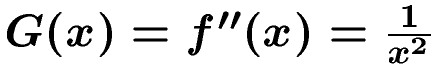 G(x) = f″(x) = 1/x²